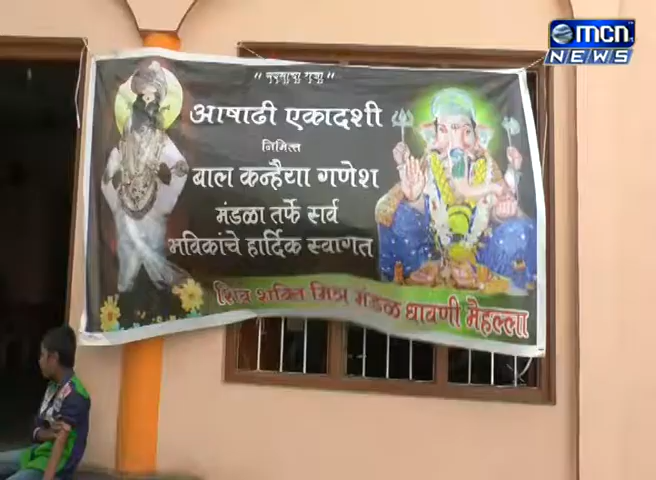 mcn
NEWS
आषाढी एकादशी
निमित्त
बाल कन्हैया गणेश
मंडळा तर्फे सर्व
भविकांचे हार्दिक स्वागत
शिव शक्ति मित्र मंडळ धावणी मोहल्ला